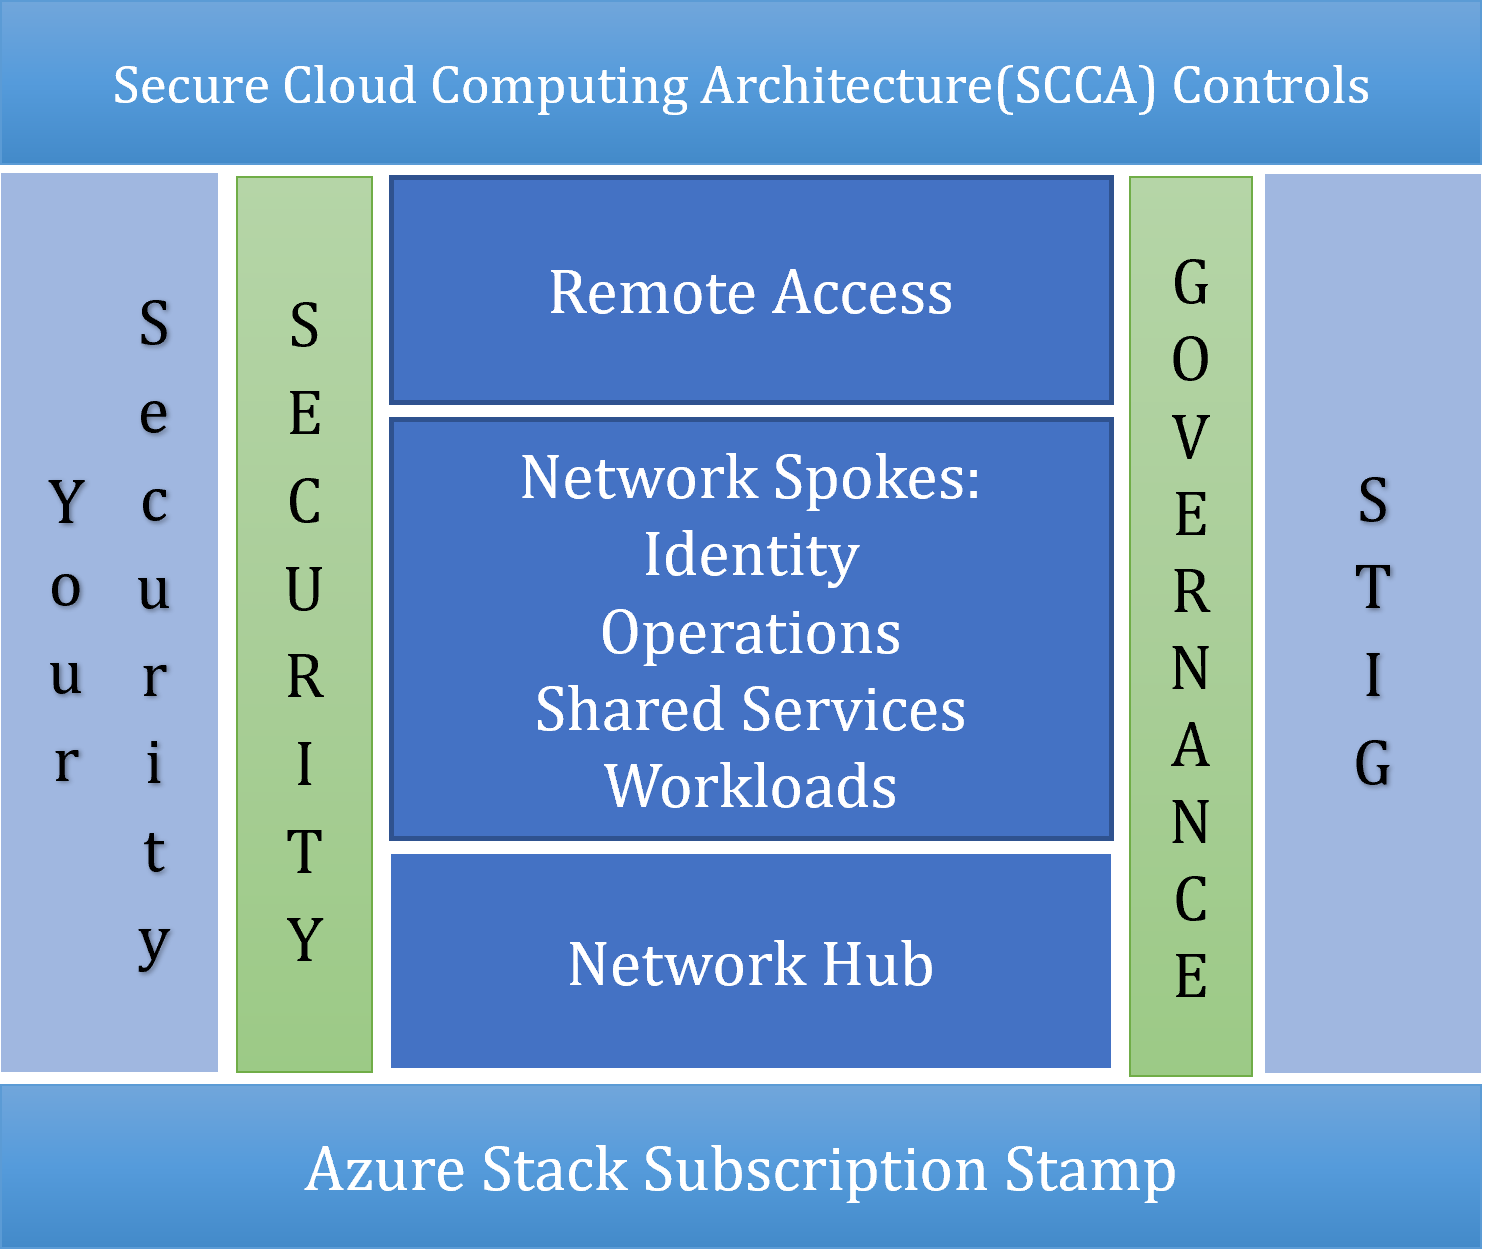 Secure Cloud Computing Architecture(SCCA) Controls
Your
Security
SECURITY
Remote Access
Network Spokes:
Identity
Operations
Shared Services
Workloads
Network Hub
GOVERNANCE
STIG
Azure Stack Subscription Stamp